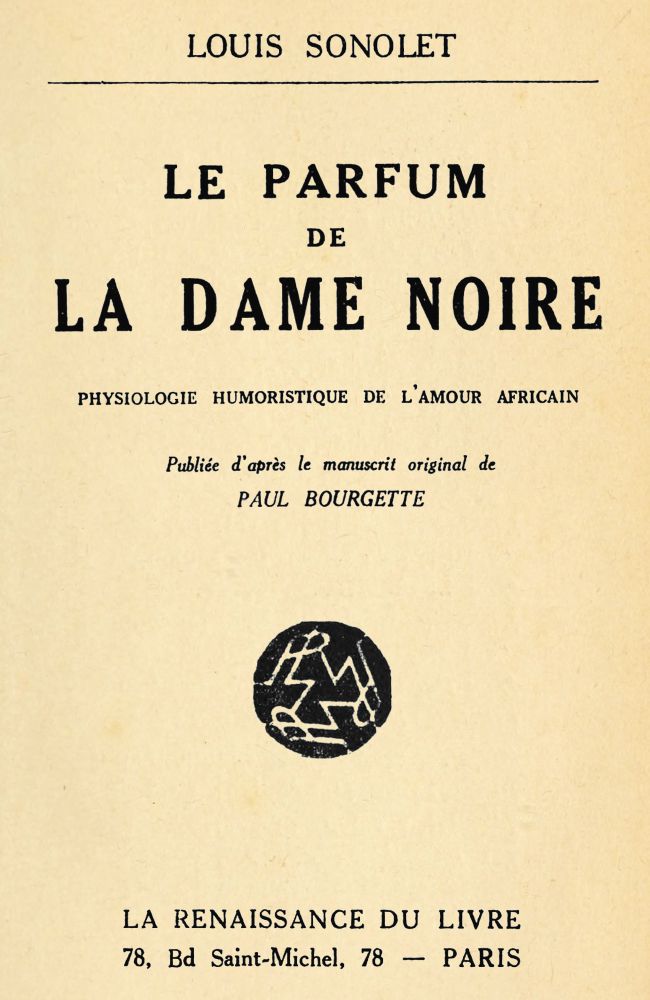 LOUIS SONOLET
LE PARFUM
DE
LA DAME NOIRE
PHYSIOLOGIE HUMORISTIQUE DE L'AMOUR AFRICAIN
Publiée d'après le manuscrit original de
PAUL BOURGETTE
LA RENAISSANCE DU LIVRE
78, Bd Saint-Michel, 78 — PARIS